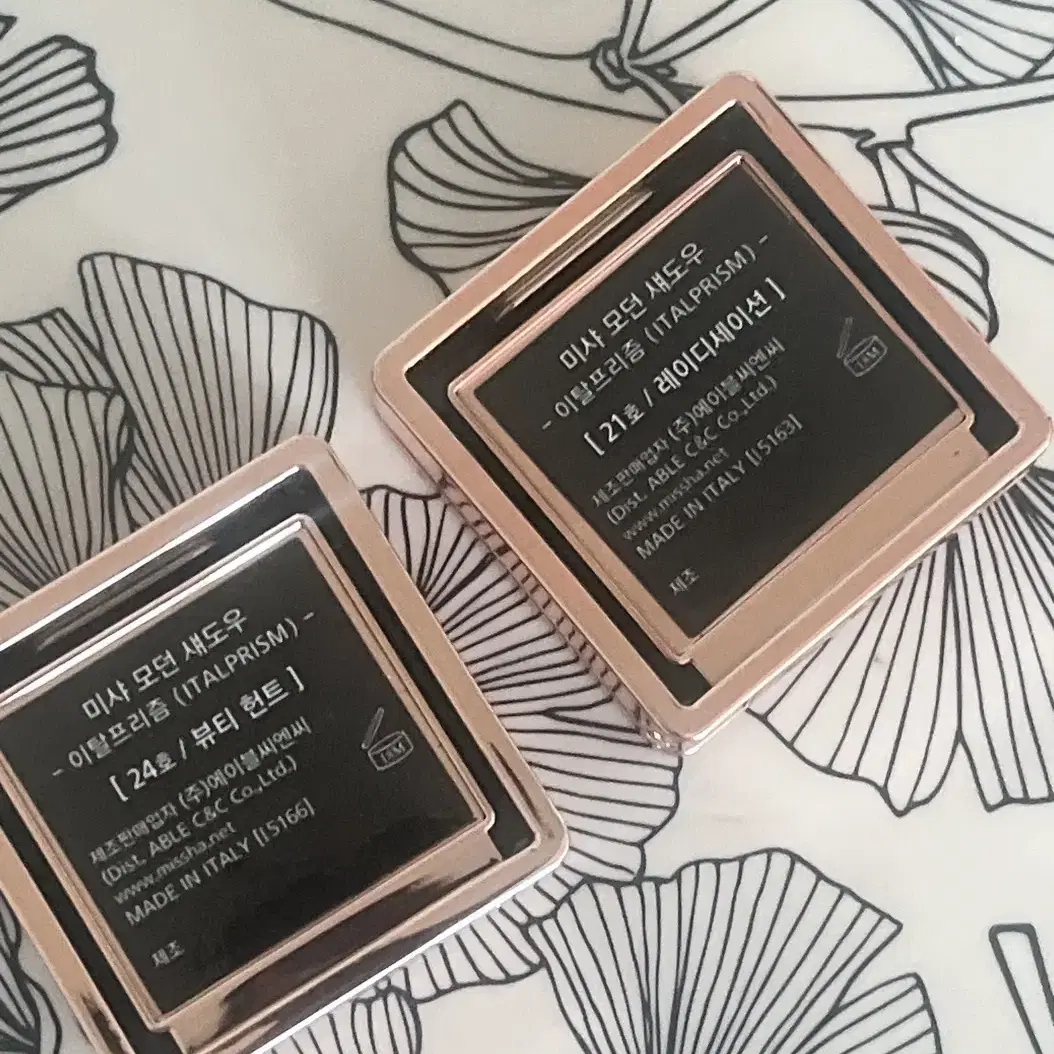 미샤 모던 섀도우
- 이탈프리즘 (ITALPRISM) -
[ 21호 / 레이디세이션 ]
제조판매업자 (주)에이블씨엔씨
(Dist. ABLE C&C Co.,Ltd.)
www.missha.net
MADE IN ITALY [I5163]
제조
18M
미샤 모던 섀도우
- 이탈프리즘 (ITALPRISM) -
[ 24호 / 뷰티 헌트 ]
제조판매업자 (주)에이블씨엔씨
(Dist. ABLE C&C Co.,Ltd.)
www.missha.net
MADE IN ITALY [I5166]
제조
18M